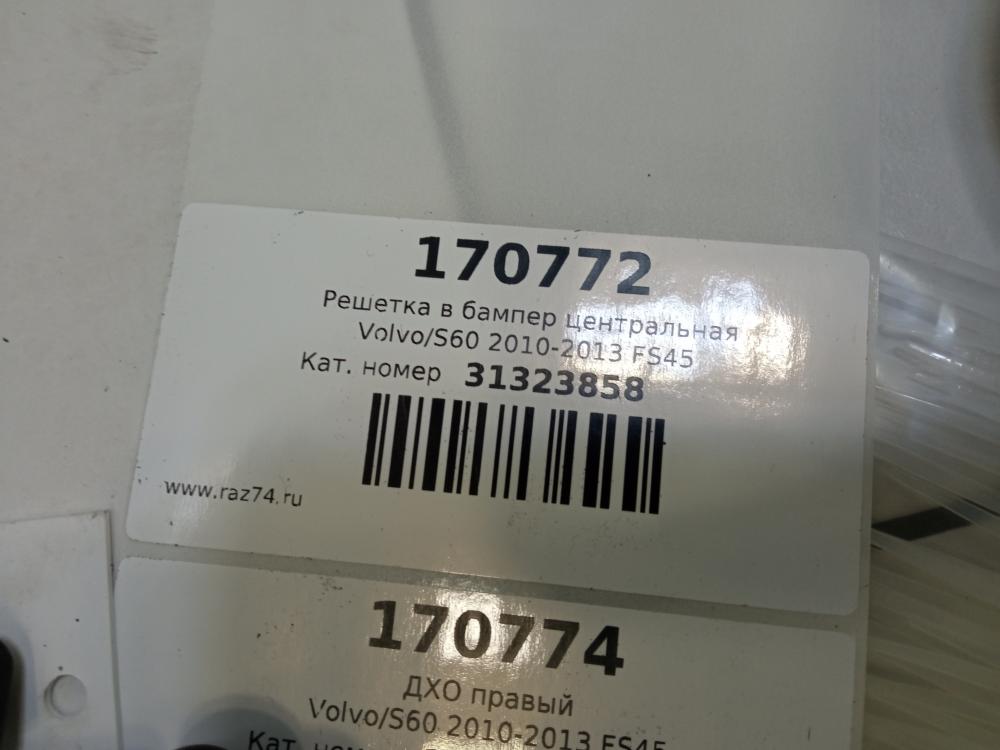 170772
Решетка в бампер центральная
Volvo/S60 2010-2013 FS45
Кат. номер 31323858
www.raz74.ru
170774
ДХО правый
Volvo/S60 2010-2013 FS45
Кат.